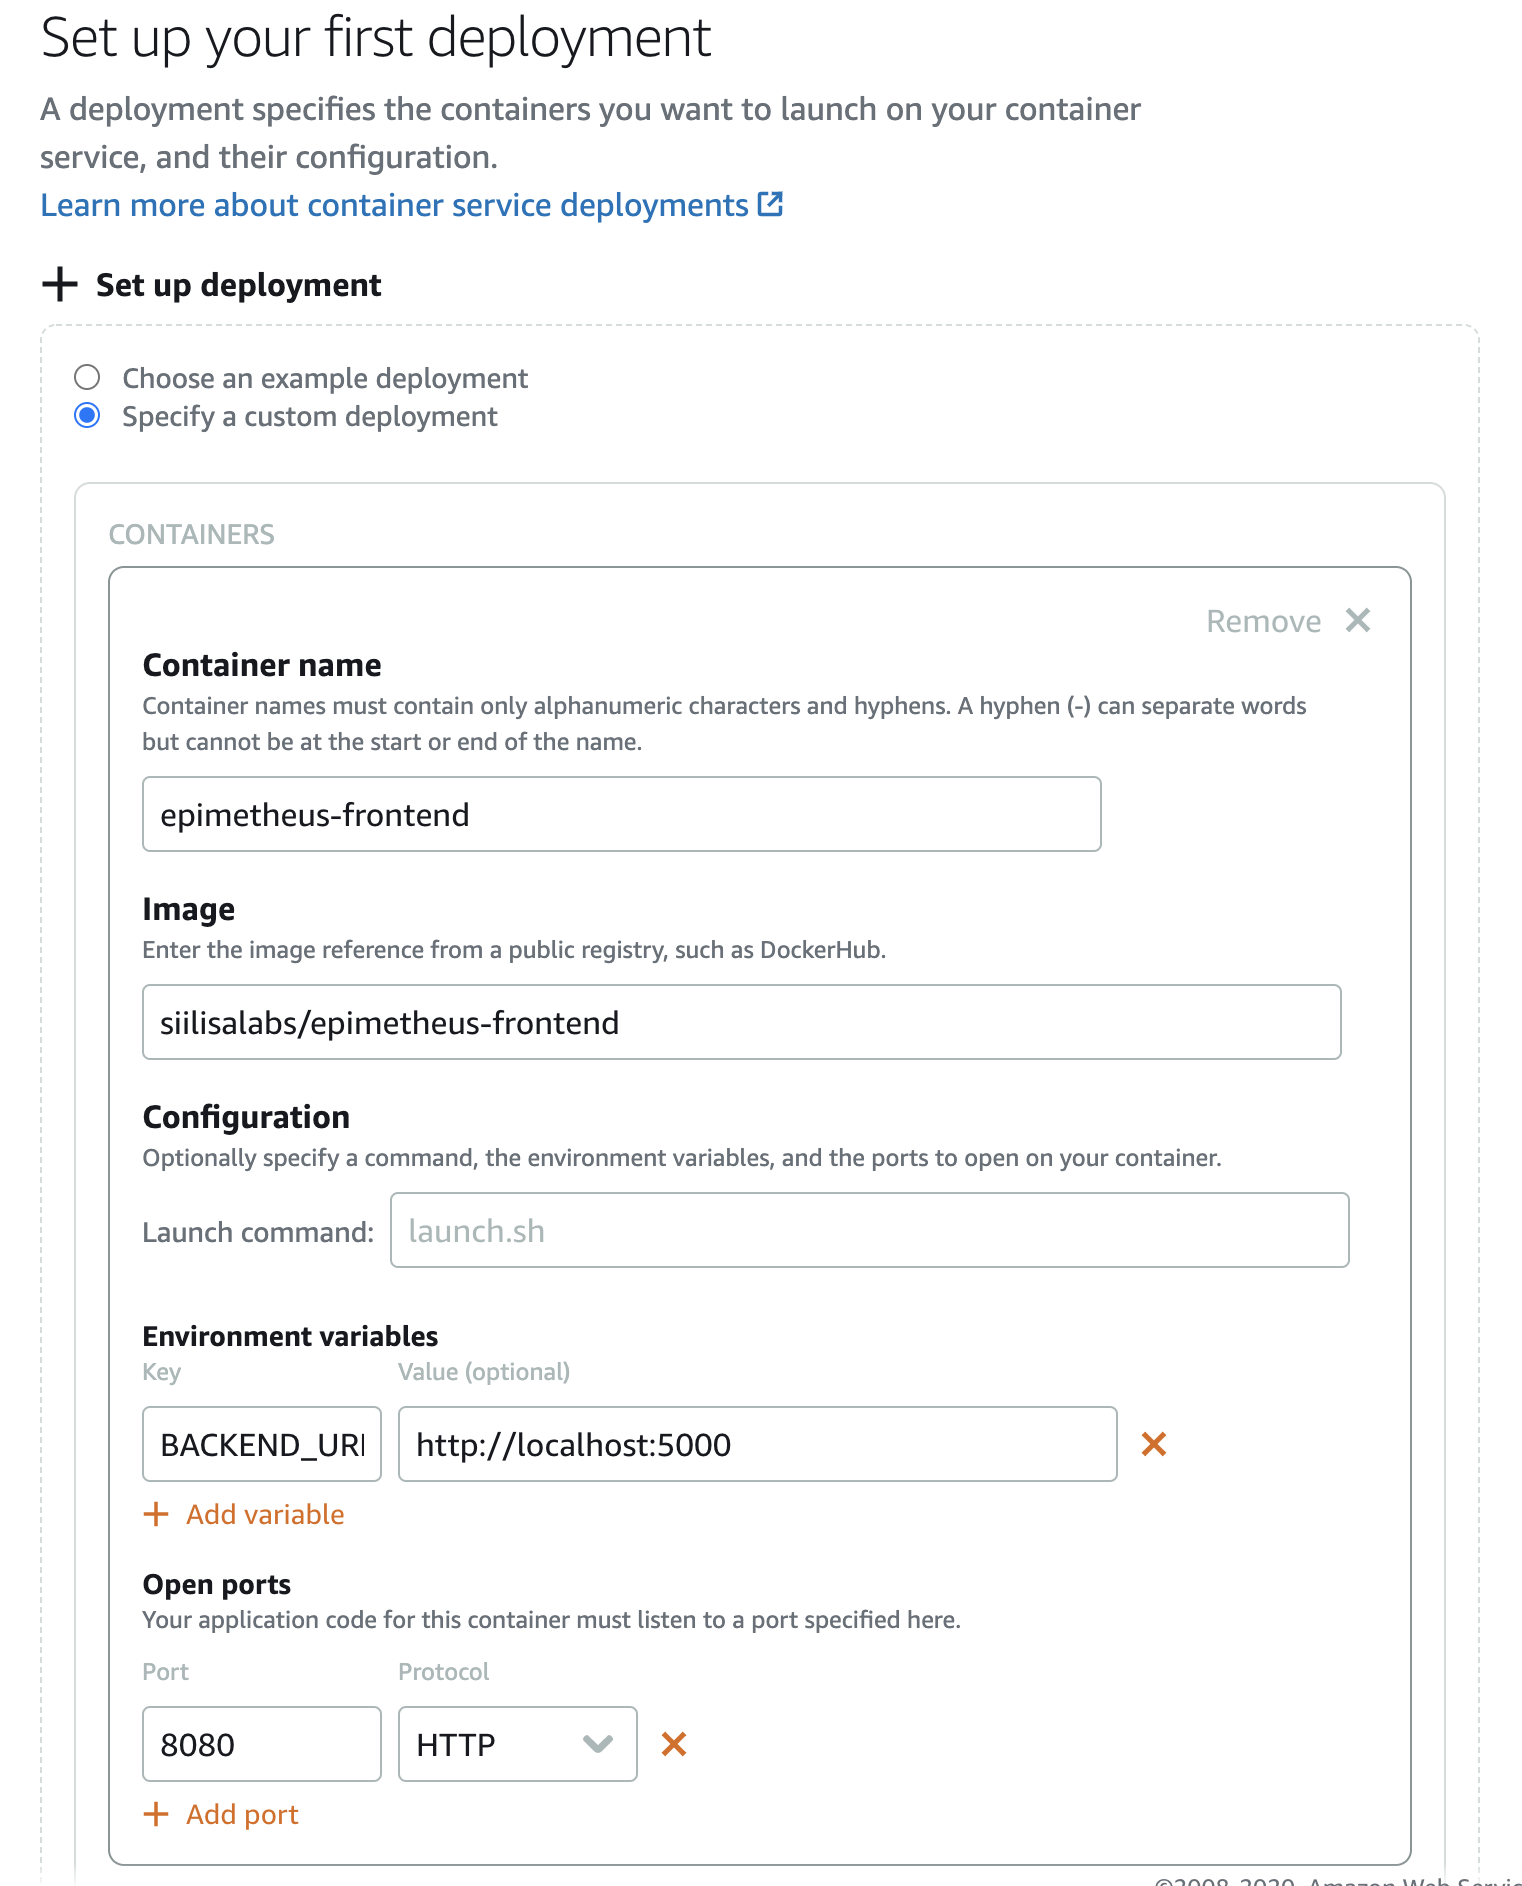 Set up your first deployment
A deployment specifies the containers you want to launch on your container
service, and their configuration.
Learn more about container service deployments
Set up deployment
Choose an example deployment
Specify a custom deployment
CONTAINERS
Remove
Container name
Container names must contain only alphanumeric characters and hyphens. A hyphen (-) can separate words
but cannot be at the start or end of the name.
epimetheus-frontend
Image
Enter the image reference from a public registry, such as DockerHub.
siilisalabs/epimetheus-frontend
Configuration
Optionally specify a command, the environment variables, and the ports to open on your container.
Launch command: launch.sh
Environment variables
Key Value (optional)
BACKEND_UR http://localhost:5000
Add variable
Open ports
Your application code for this container must listen to a port specified here.
Port Protocol
8080 HTTP
Add port
©2008-2020, Amazon Web Servic